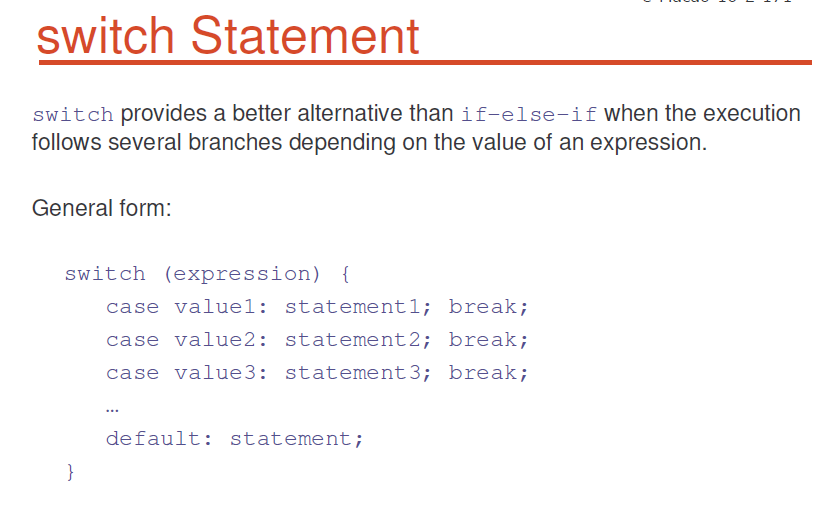 switch Statement
switch provides a better alternative than if-else-if when the execution
follows several branches depending on the value of an expression.
General form:
switch (expression) {
case value1: statement1; break;
case value2: statement2; break;
case value3: statement3; break;
…
default: statement;
}